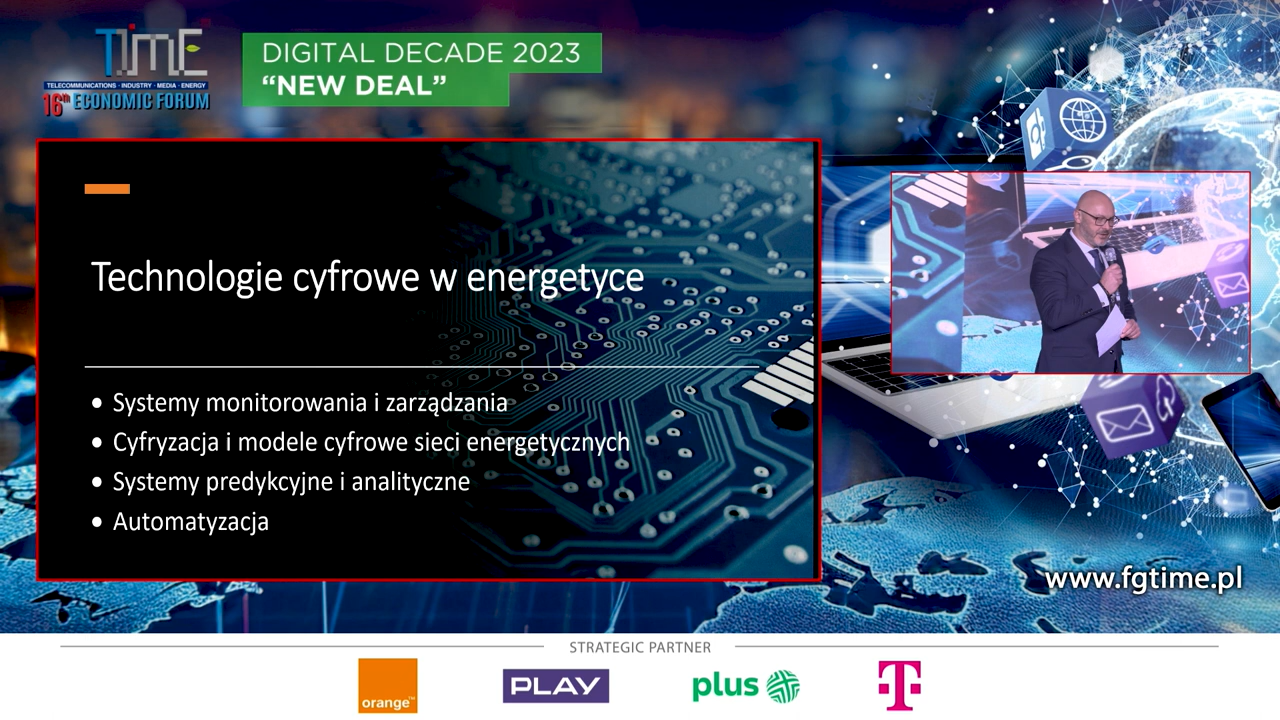 TIME
TELECOMMUNICATIONS · INDUSTRY · MEDIA · ENERGY
16th ECONOMIC FORUM
DIGITAL DECADE 2023
“NEW DEAL”
Technologie cyfrowe w energetyce
• Systemy monitorowania i zarządzania
• Cyfryzacja i modele cyfrowe sieci energetycznych
• Systemy predykcyjne i analityczne
• Automatyzacja
www.fgtime.pl
STRATEGIC PARTNER
orange™
PLAY
plus
T